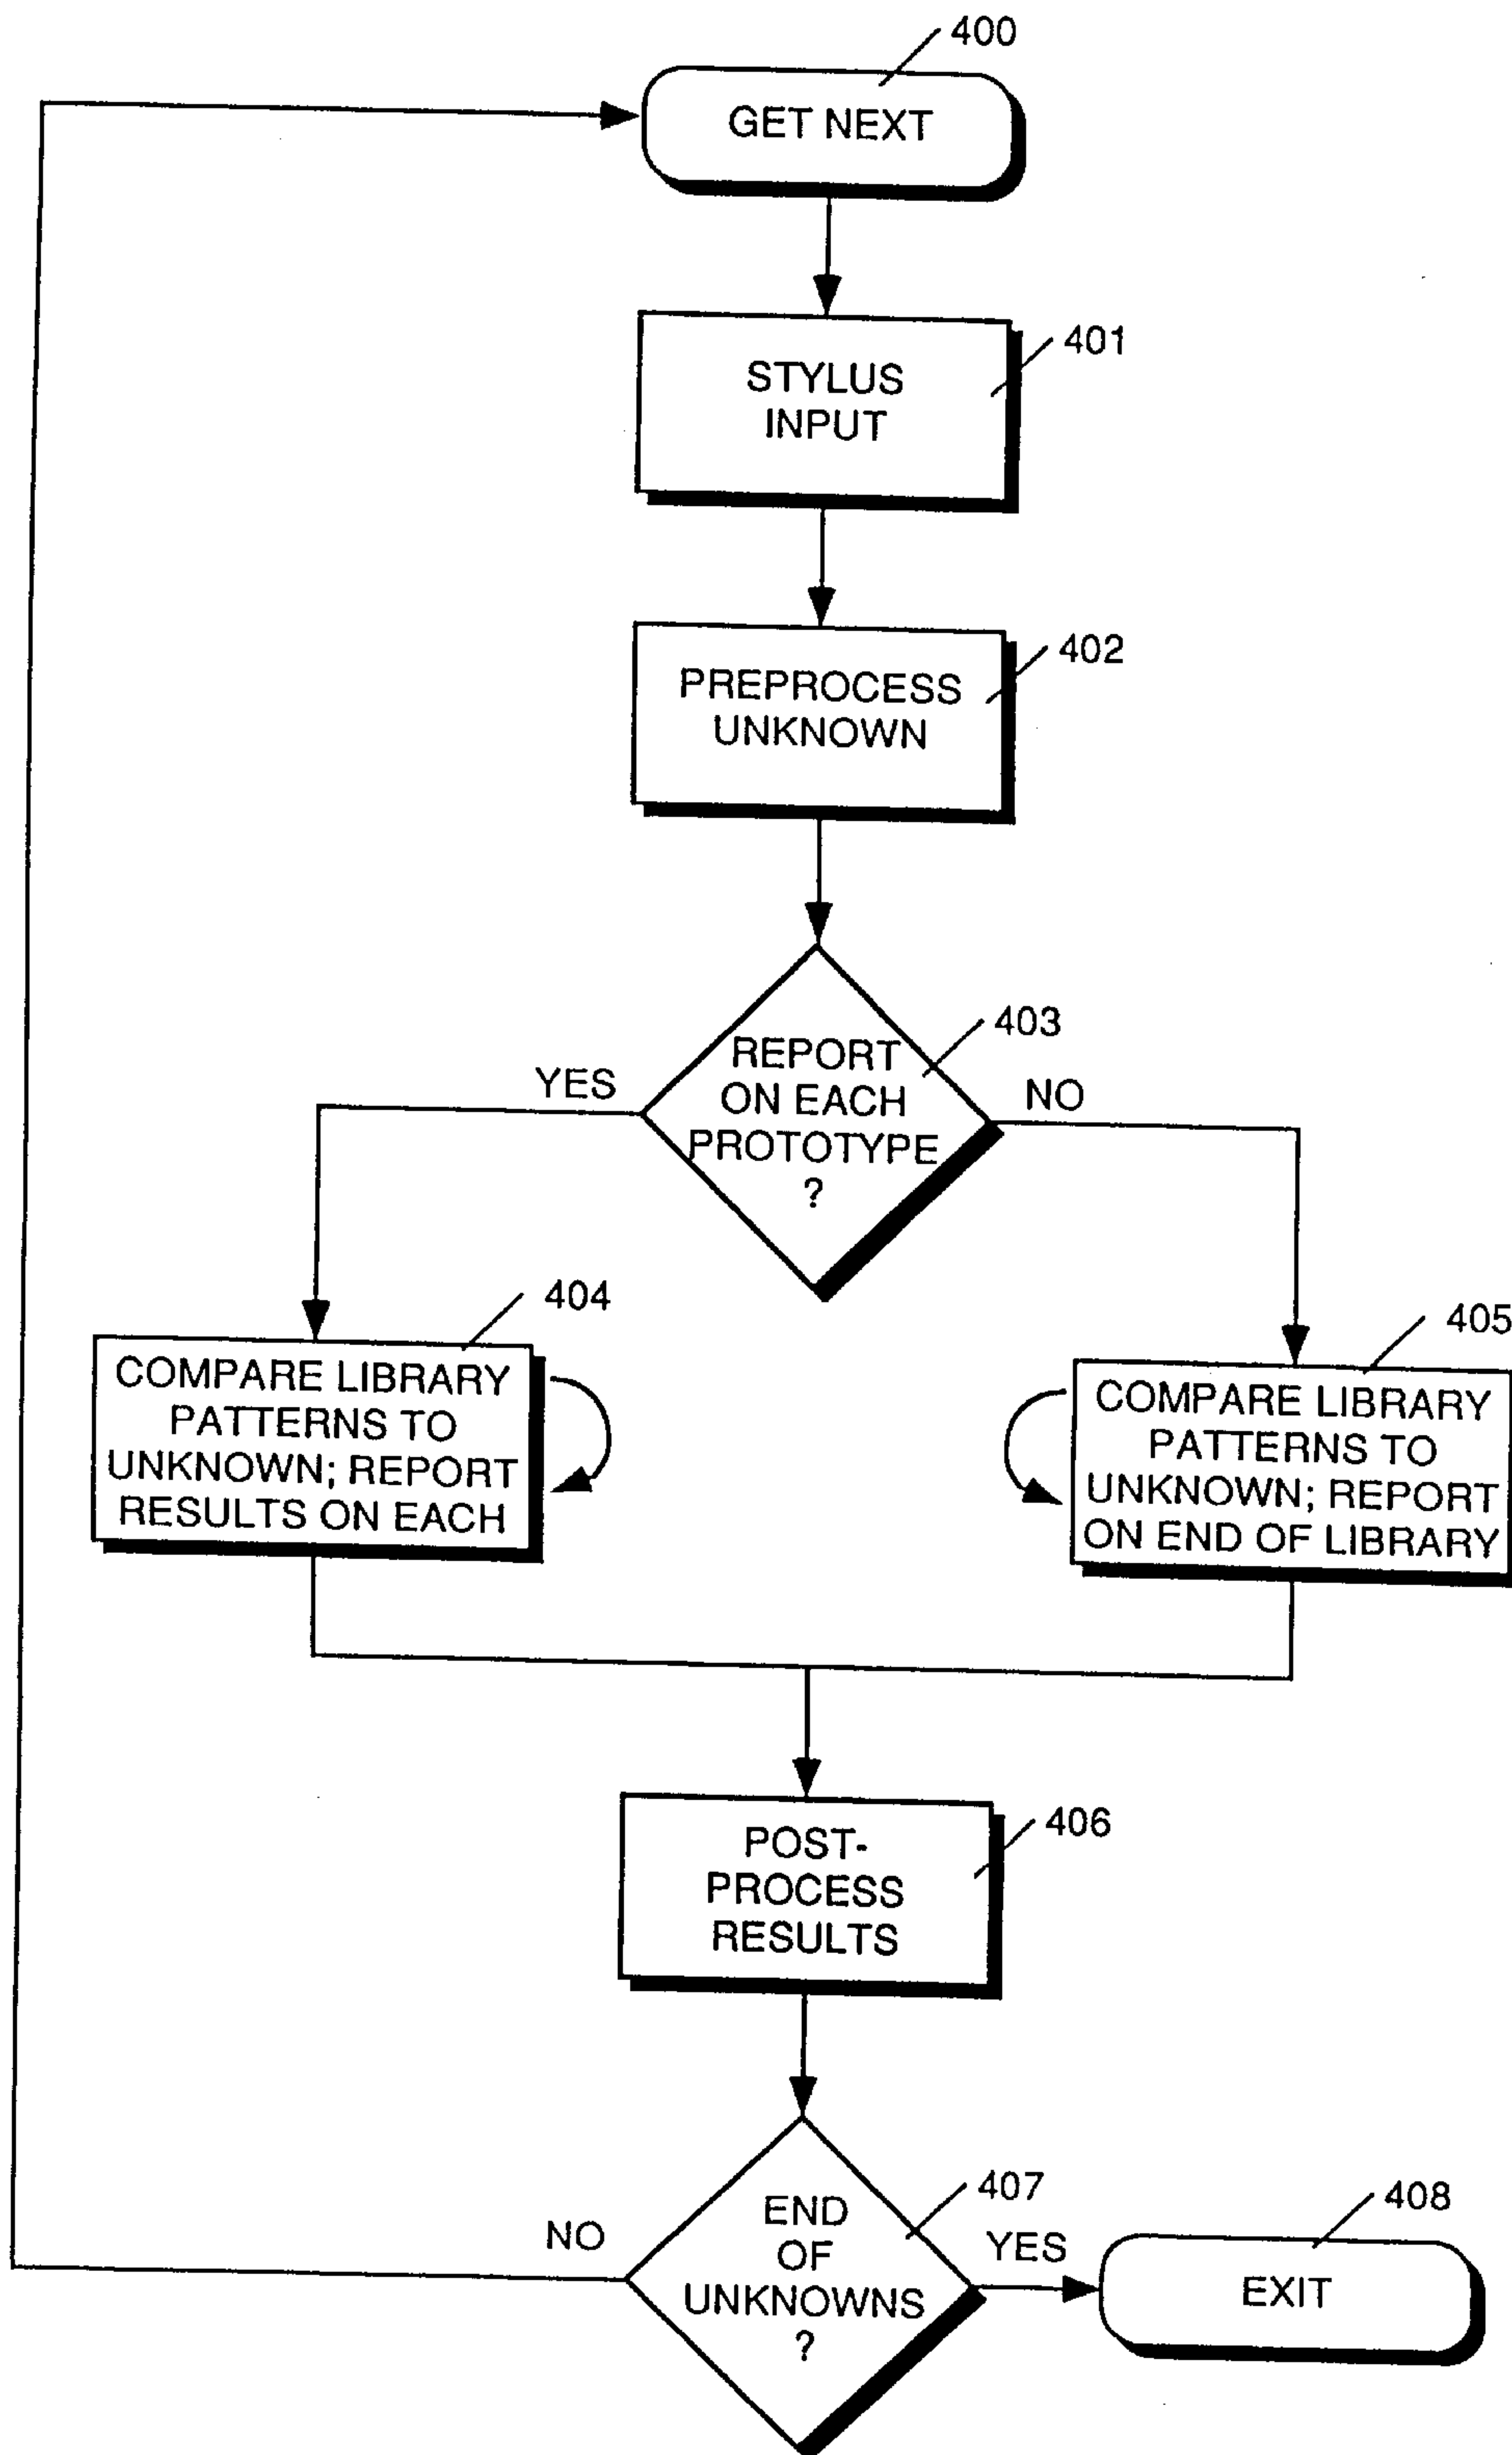 400
GET NEXT
401
STYLUS
INPUT
402
PREPROCESS
UNKNOWN
403
REPORT
ON EACH
PROTOTYPE
?
YES
NO
404
COMPARE LIBRARY
PATTERNS TO
UNKNOWN; REPORT
RESULTS ON EACH
405
COMPARE LIBRARY
PATTERNS TO
UNKNOWN; REPORT
ON END OF LIBRARY
406
POST-
PROCESS
RESULTS
407
END
OF
UNKNOWNS
?
NO
YES
408
EXIT